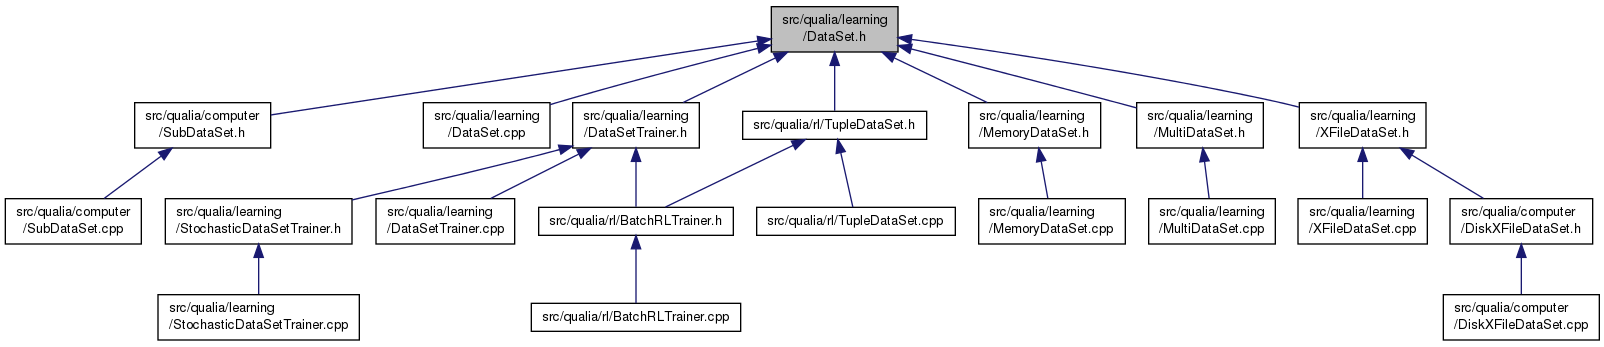 src/qualia/learning
/DataSet.h
src/qualia/computer
/SubDataSet.h
src/qualia/learning
/DataSet.cpp
src/qualia/learning
/DataSetTrainer.h
src/qualia/rl/TupleDataSet.h
src/qualia/learning
/MemoryDataSet.h
src/qualia/learning
/MultiDataSet.h
src/qualia/learning
/XFileDataSet.h
src/qualia/computer
/SubDataSet.cpp
src/qualia/learning
/StochasticDataSetTrainer.h
src/qualia/learning
/DataSetTrainer.cpp
src/qualia/rl/BatchRLTrainer.h
src/qualia/rl/TupleDataSet.cpp
src/qualia/learning
/MemoryDataSet.cpp
src/qualia/learning
/MultiDataSet.cpp
src/qualia/learning
/XFileDataSet.cpp
src/qualia/computer
/DiskXFileDataSet.h
src/qualia/learning
/StochasticDataSetTrainer.cpp
src/qualia/rl/BatchRLTrainer.cpp
src/qualia/computer
/DiskXFileDataSet.cpp